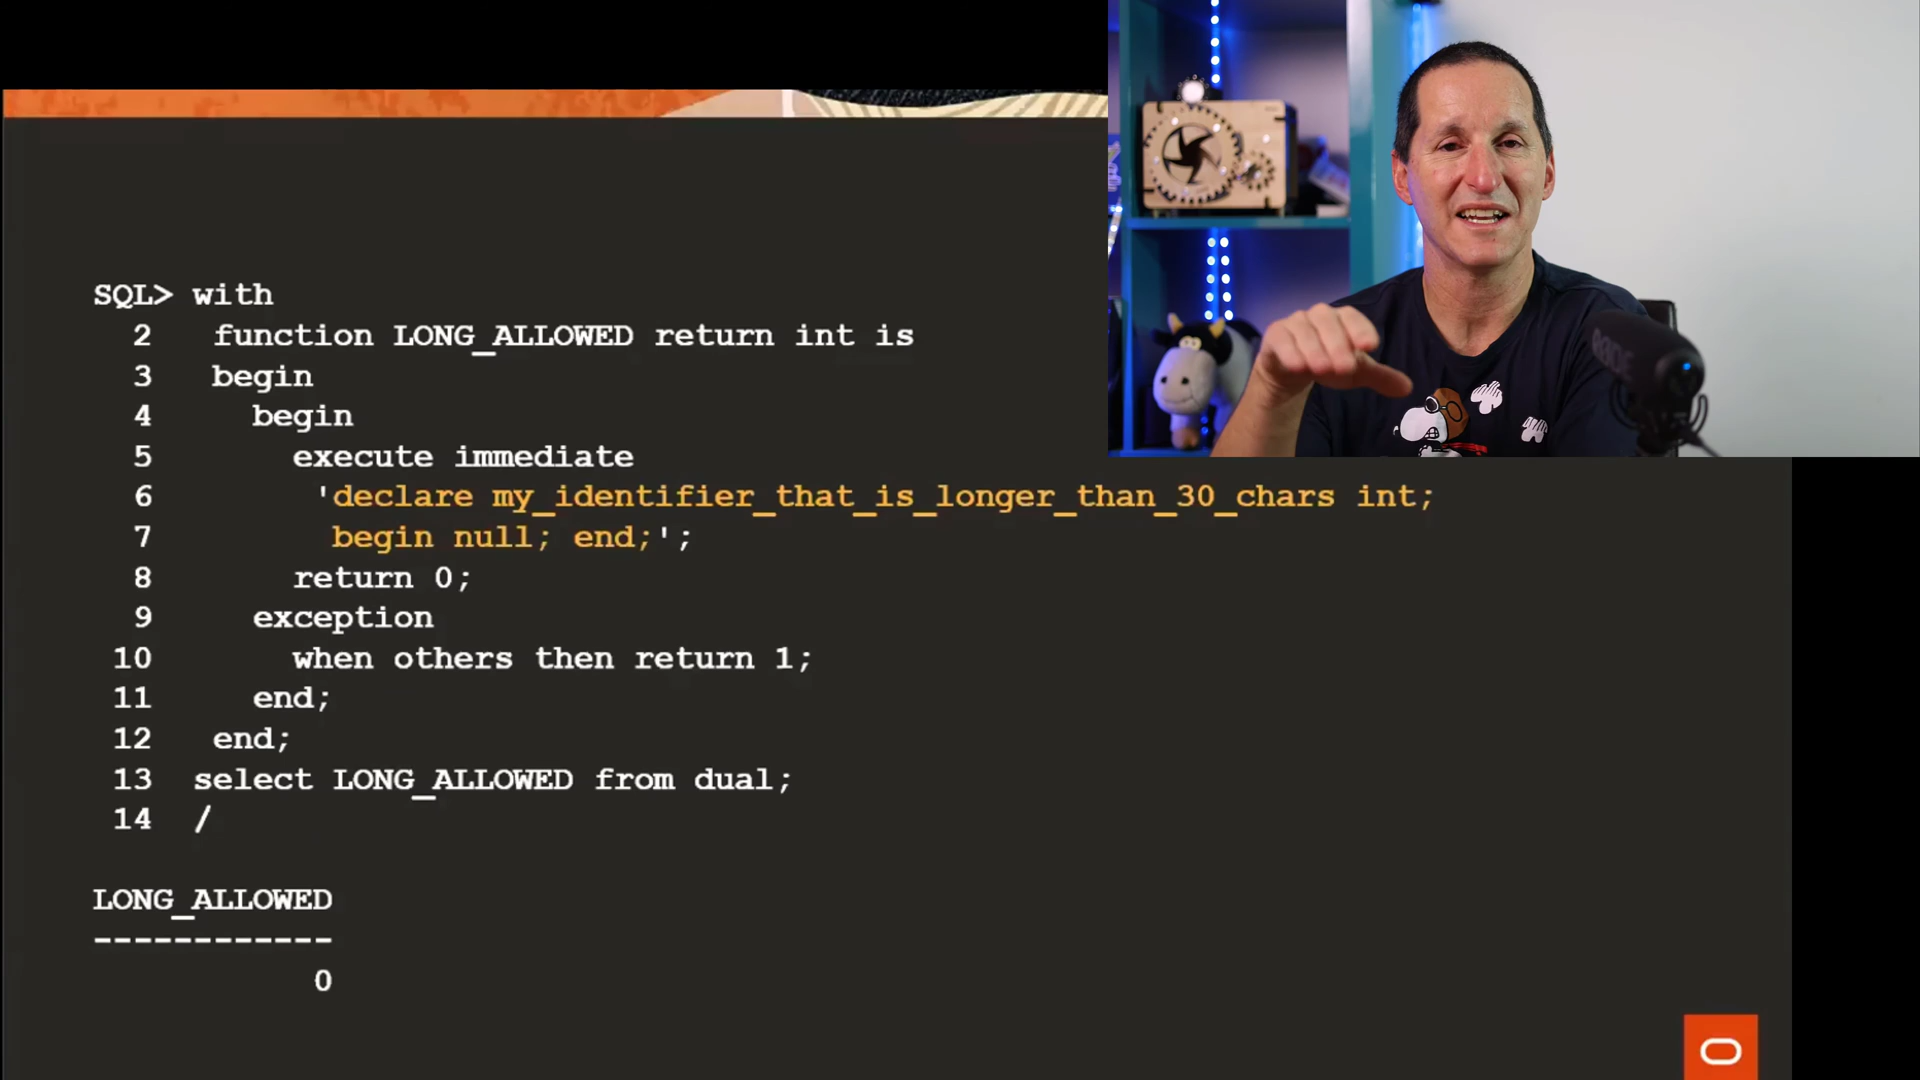 SQL> with
2 function LONG_ALLOWED return int is
3 begin
4 begin
5 execute immediate
6 'declare my_identifier_that_is_longer_than_30_chars int;
7 begin null; end;';
8 return 0;
9 exception
10 when others then return 1;
11 end;
12 end;
13 select LONG_ALLOWED from dual;
14 /
LONG_ALLOWED
------------
0